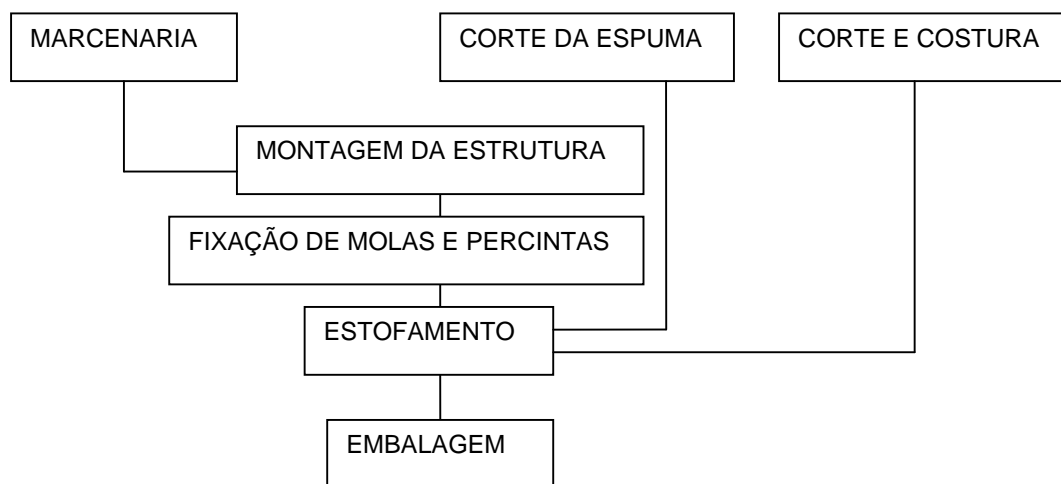 MARCENARIA
CORTE DA ESPUMA
CORTE E COSTURA
MONTAGEM DA ESTRUTURA
FIXAÇÃO DE MOLAS E PERCINTAS
ESTOFAMENTO
EMBALAGEM